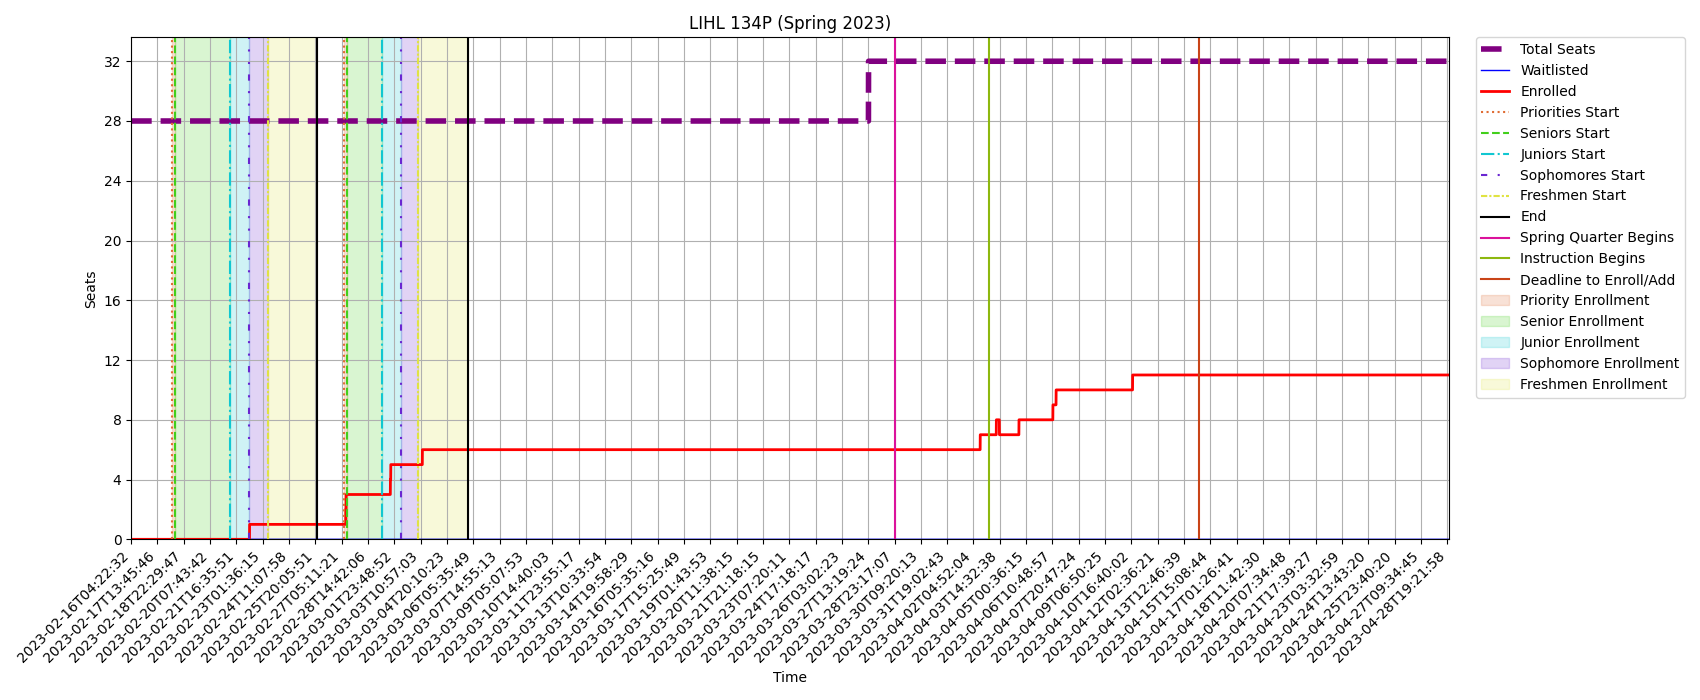 LIHL 134P (Spring 2023)
Seats
32
28
24
20
16
12
8
4
0
2023-02-16T04:22:32
2023-02-17T13:45:46
2023-02-18T22:29:47
2023-02-20T07:43:42
2023-02-21T16:35:51
2023-02-23T01:36:15
2023-02-24T11:07:58
2023-02-25T20:05:51
2023-02-27T05:11:21
2023-02-28T14:42:06
2023-03-01T23:48:52
2023-03-03T10:57:03
2023-03-04T20:10:23
2023-03-06T05:35:49
2023-03-07T14:55:13
2023-03-09T05:07:53
2023-03-10T14:40:03
2023-03-11T23:55:17
2023-03-13T10:33:54
2023-03-14T19:58:29
2023-03-16T05:35:16
2023-03-17T15:25:49
2023-03-19T01:43:53
2023-03-20T11:38:15
2023-03-21T21:18:15
2023-03-23T07:20:11
2023-03-24T17:18:17
2023-03-26T03:02:23
2023-03-27T13:19:24
2023-03-28T23:17:07
2023-03-30T09:20:13
2023-03-31T19:02:43
2023-04-02T04:52:04
2023-04-03T14:32:38
2023-04-05T00:36:15
2023-04-06T10:48:57
2023-04-07T20:47:24
2023-04-09T06:50:25
2023-04-10T16:40:02
2023-04-12T02:36:21
2023-04-13T12:46:39
2023-04-15T15:08:44
2023-04-17T01:26:41
2023-04-18T11:42:30
2023-04-20T07:34:48
2023-04-21T17:39:27
2023-04-23T03:32:59
2023-04-24T13:43:20
2023-04-25T23:40:20
2023-04-27T09:34:45
2023-04-28T19:21:58
Time
Total Seats
Waitlisted
Enrolled
Priorities Start
Seniors Start
Juniors Start
Sophomores Start
Freshmen Start
End
Spring Quarter Begins
Instruction Begins
Deadline to Enroll/Add
Priority Enrollment
Senior Enrollment
Junior Enrollment
Sophomore Enrollment
Freshmen Enrollment